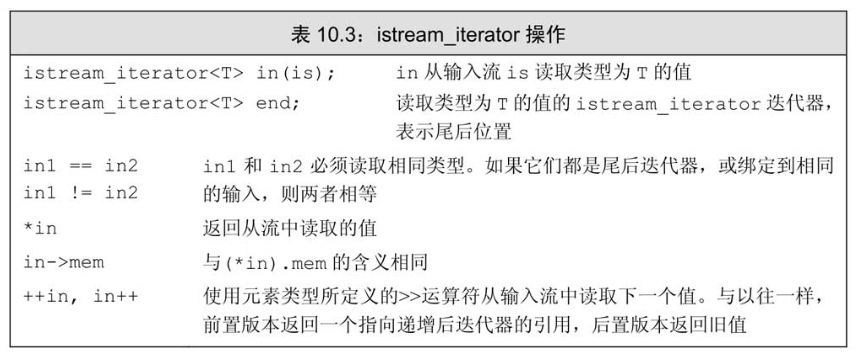 表 10.3：istream_iterator 操作
istream_iterator<T> in(is); in 从输入流 is 读取类型为 T 的值
istream_iterator<T> end; 读取类型为 T 的值的 istream_iterator 迭代器，
表示尾后位置
in1 == in2 in1 和 in2 必须读取相同类型。如果它们都是尾后迭代器，或绑定到相同
in1 != in2 的输入，则两者相等
*in 返回从流中读取的值
in->mem 与(*in).mem 的含义相同
++in, in++ 使用元素类型所定义的>>运算符从输入流中读取下一个值。与以往一样，
前置版本返回一个指向递增后迭代器的引用，后置版本返回旧值